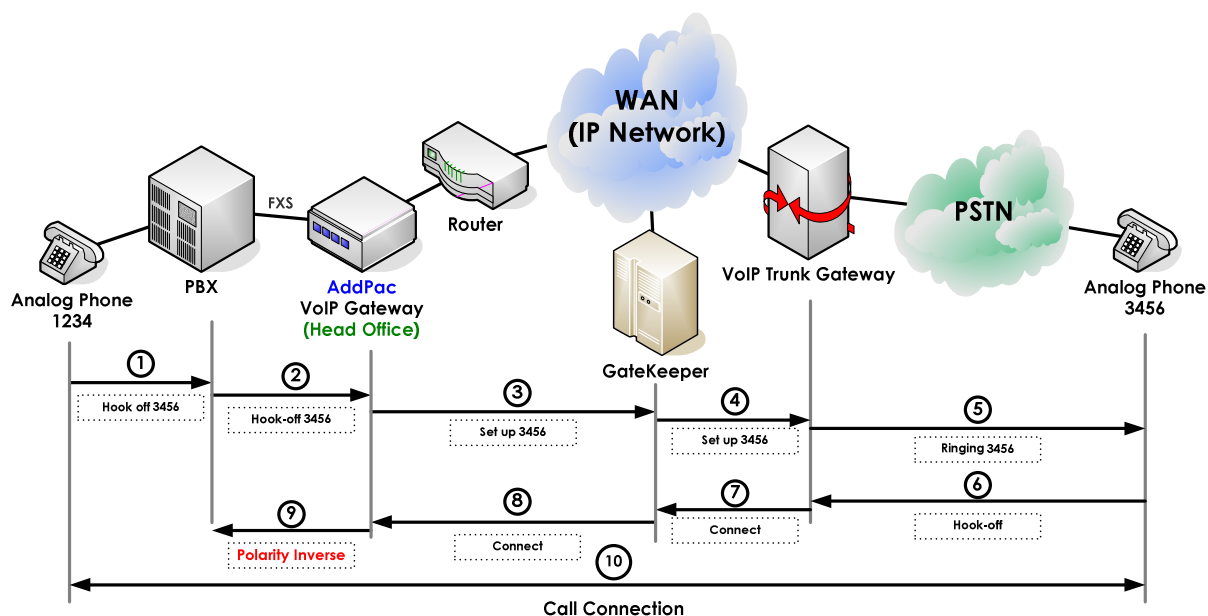 WAN
(IP Network)
FXS
Router
PSTN
PBX
AddPac
VoIP Gateway
(Head Office)
VoIP Trunk Gateway
Analog Phone
1234
Analog Phone
3456
GateKeeper
1
Hook off 3456
2
Hook-off 3456
3
Set up 3456
4
Set up 3456
5
Ringing 3456
6
Hook-off
7
Connect
8
Connect
9
Polarity Inverse
10
Call Connection